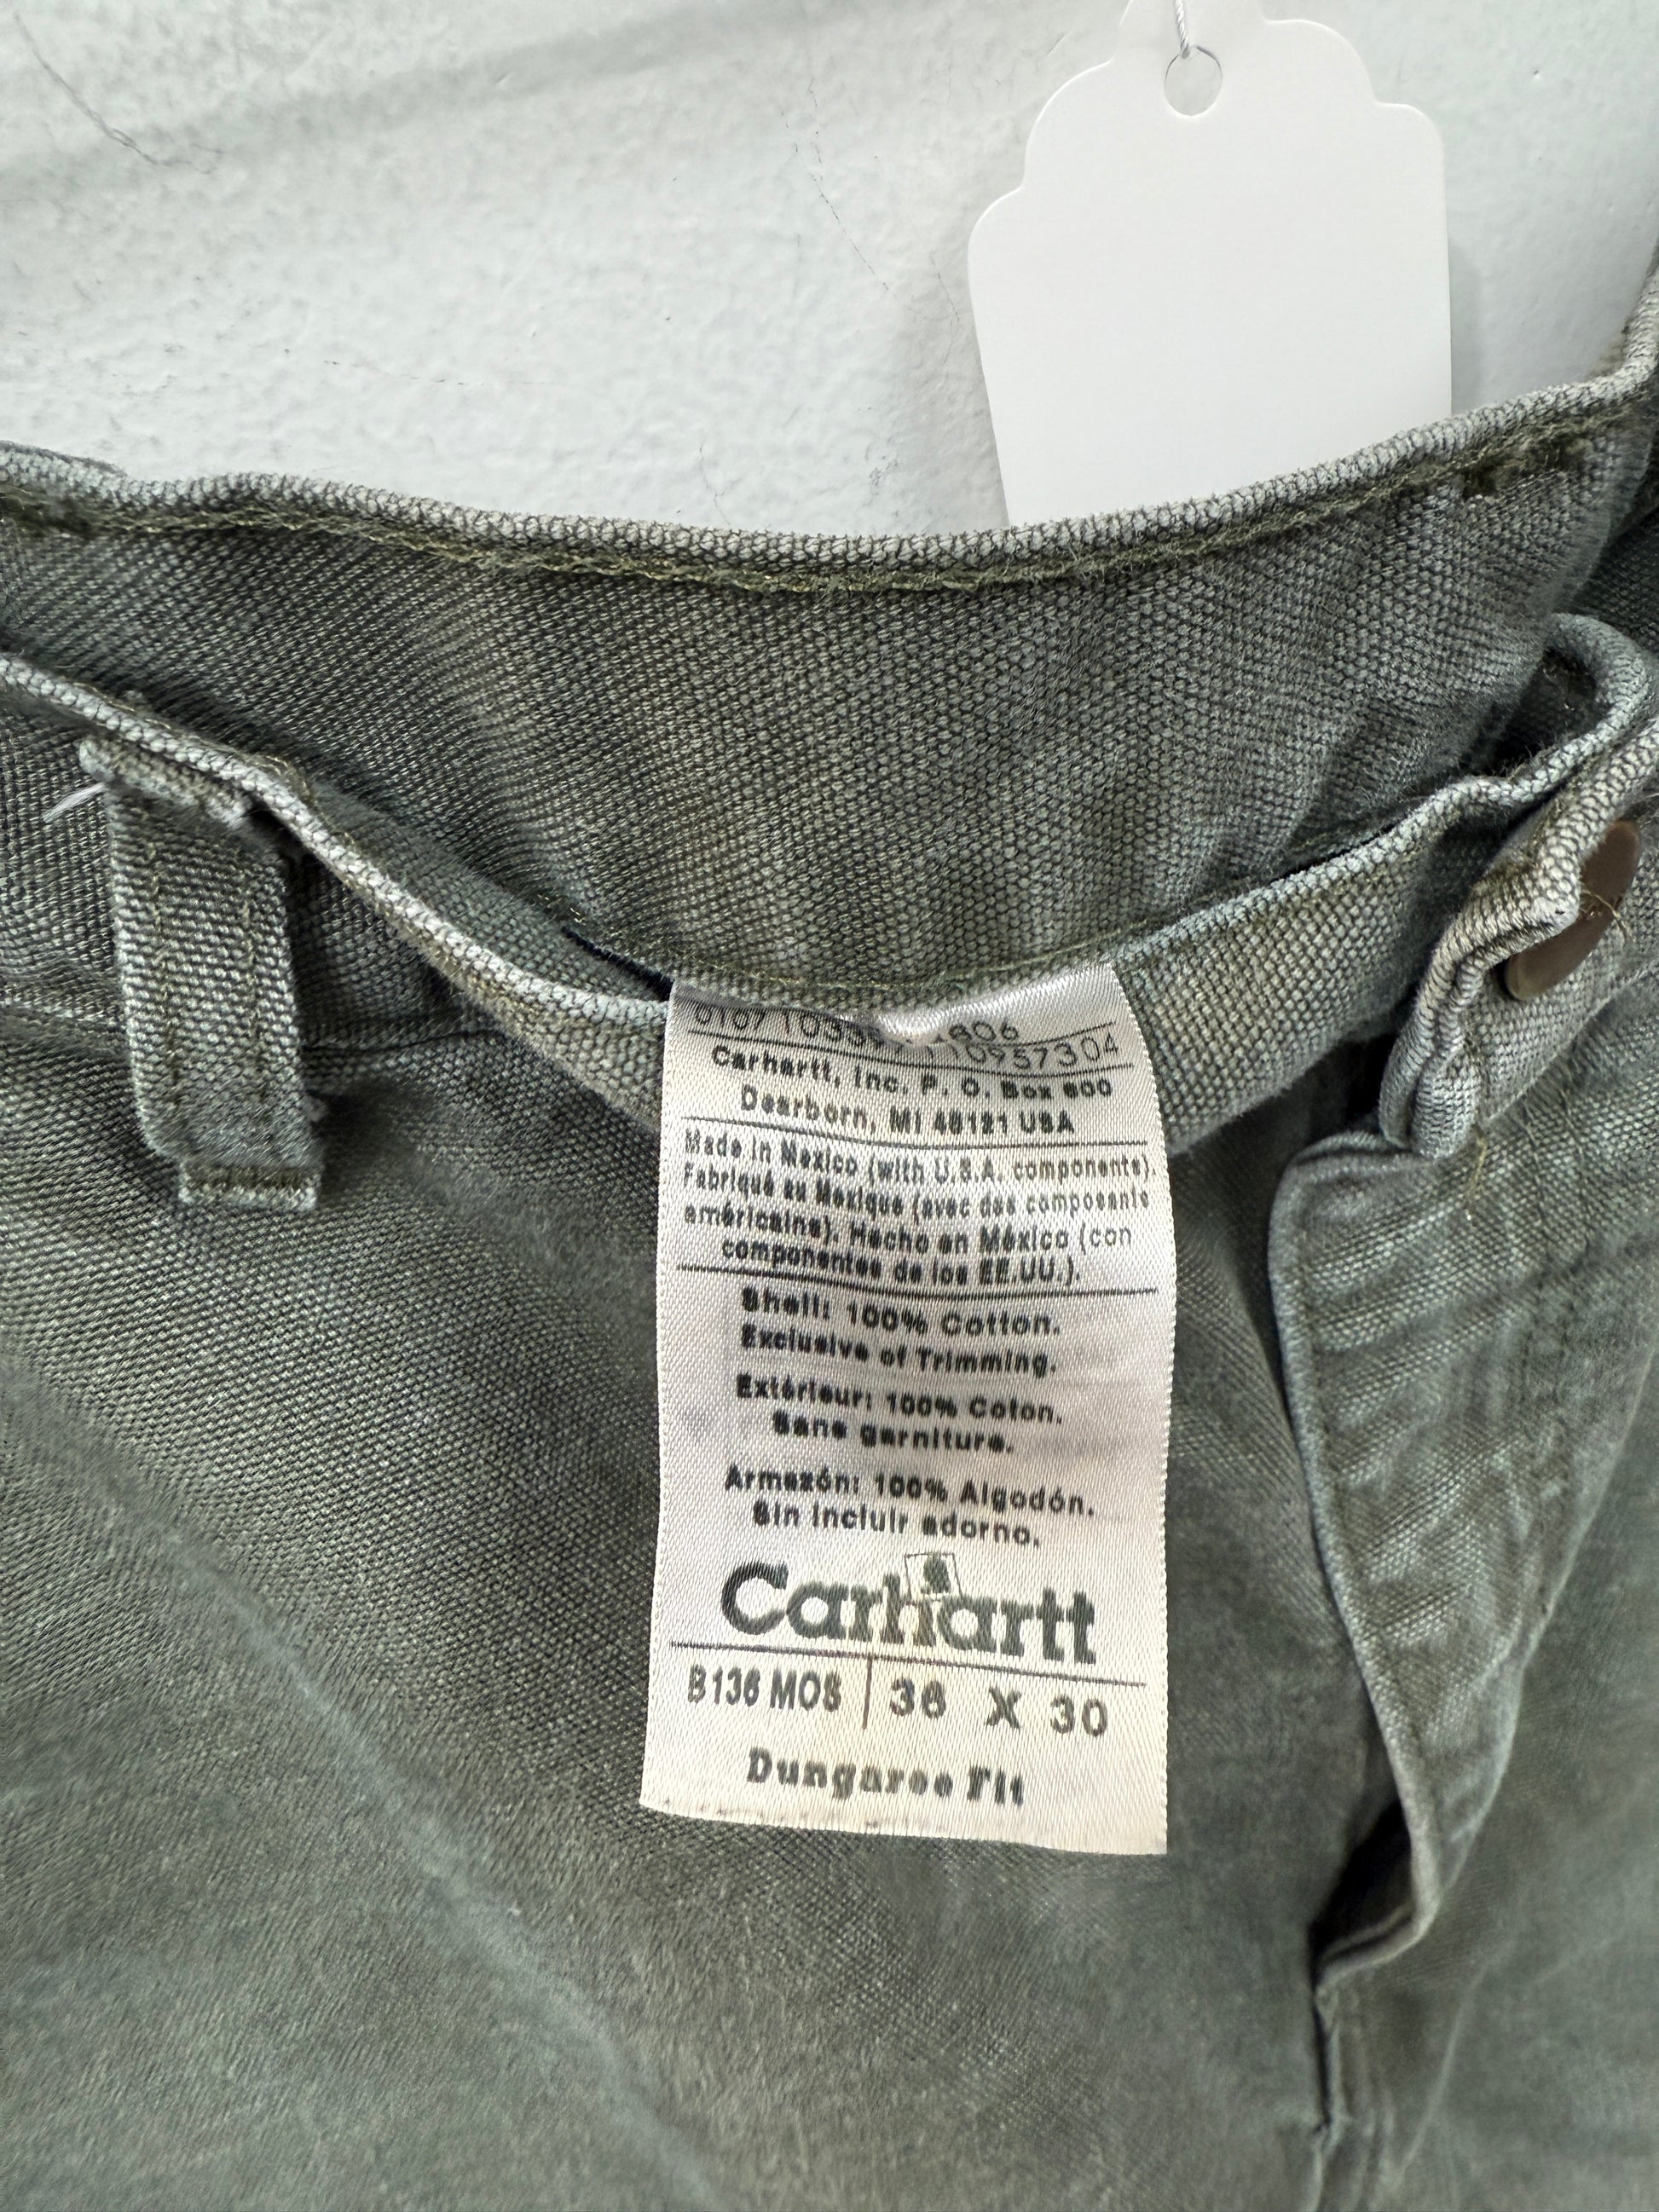 Carhartt, Inc. P. O. Box 600
Dearborn, MI 48121 USA
Made in Mexico (with U.S.A. components).
Fabriqué au Mexique (avec des composants
américains). Hecho en México (con
componentes de los EE.UU.).
Shell: 100% Cotton.
Exclusive of Trimming.
Extérieur: 100% Coton.
Sans garniture.
Armazón: 100% Algodón.
Sin incluir adorno.
Carhartt
B136 MOS 36 X 30
Dungaree Fit